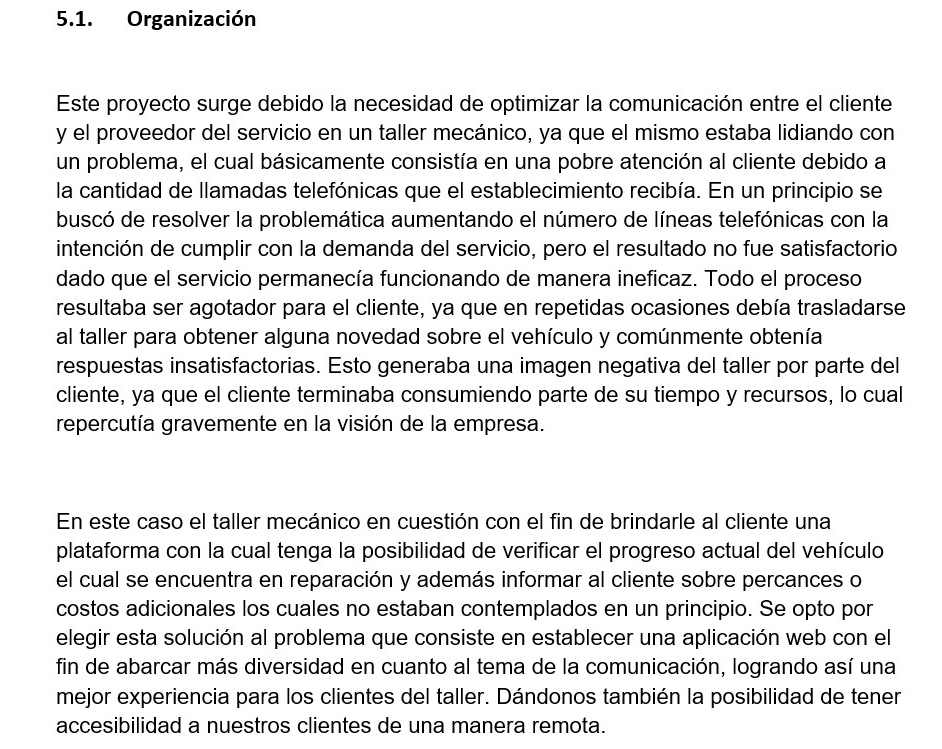 5.1. Organización
Este proyecto surge debido la necesidad de optimizar la comunicación entre el cliente
y el proveedor del servicio en un taller mecánico, ya que el mismo estaba lidiando con
un problema, el cual básicamente consistía en una pobre atención al cliente debido a
la cantidad de llamadas telefónicas que el establecimiento recibía. En un principio se
buscó de resolver la problemática aumentando el número de líneas telefónicas con la
intención de cumplir con la demanda del servicio, pero el resultado no fue satisfactorio
dado que el servicio permanecía funcionando de manera ineficaz. Todo el proceso
resultaba ser agotador para el cliente, ya que en repetidas ocasiones debía trasladarse
al taller para obtener alguna novedad sobre el vehículo y comúnmente obtenía
respuestas insatisfactorias. Esto generaba una imagen negativa del taller por parte del
cliente, ya que el cliente terminaba consumiendo parte de su tiempo y recursos, lo cual
repercutía gravemente en la visión de la empresa.
En este caso el taller mecánico en cuestión con el fin de brindarle al cliente una
plataforma con la cual tenga la posibilidad de verificar el progreso actual del vehículo
el cual se encuentra en reparación y además informar al cliente sobre percances o
costos adicionales los cuales no estaban contemplados en un principio. Se opto por
elegir esta solución al problema que consiste en establecer una aplicación web con el
fin de abarcar más diversidad en cuanto al tema de la comunicación, logrando así una
mejor experiencia para los clientes del taller. Dándonos también la posibilidad de tener
accesibilidad a nuestros clientes de una manera remota.